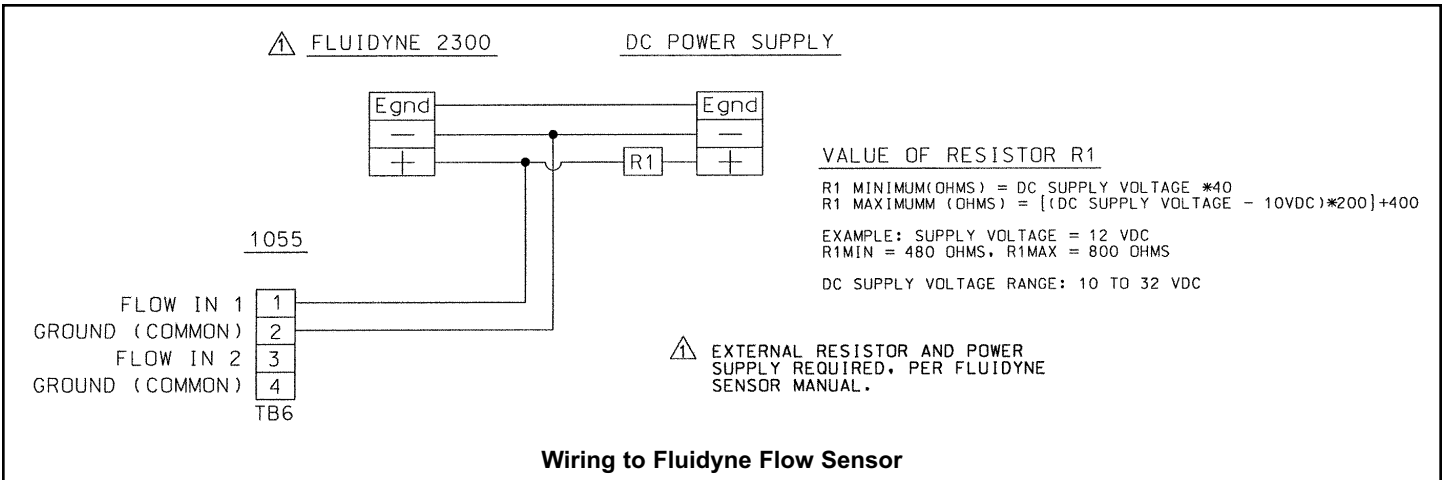 1 FLUIDYNE 2300
DC POWER SUPPLY
Egnd Egnd
— —
+ R1 +
VALUE OF RESISTOR R1
R1 MINIMUM(OHMS) = DC SUPPLY VOLTAGE *40
R1 MAXIMUMM (OHMS) = [(DC SUPPLY VOLTAGE - 10VDC)*200]+400
EXAMPLE: SUPPLY VOLTAGE = 12 VDC
R1MIN = 480 OHMS, R1MAX = 800 OHMS
DC SUPPLY VOLTAGE RANGE: 10 TO 32 VDC
1055
FLOW IN 1 1
GROUND (COMMON) 2
FLOW IN 2 3
GROUND (COMMON) 4
TB6
1 EXTERNAL RESISTOR AND POWER
SUPPLY REQUIRED, PER FLUIDYNE
SENSOR MANUAL.
Wiring to Fluidyne Flow Sensor